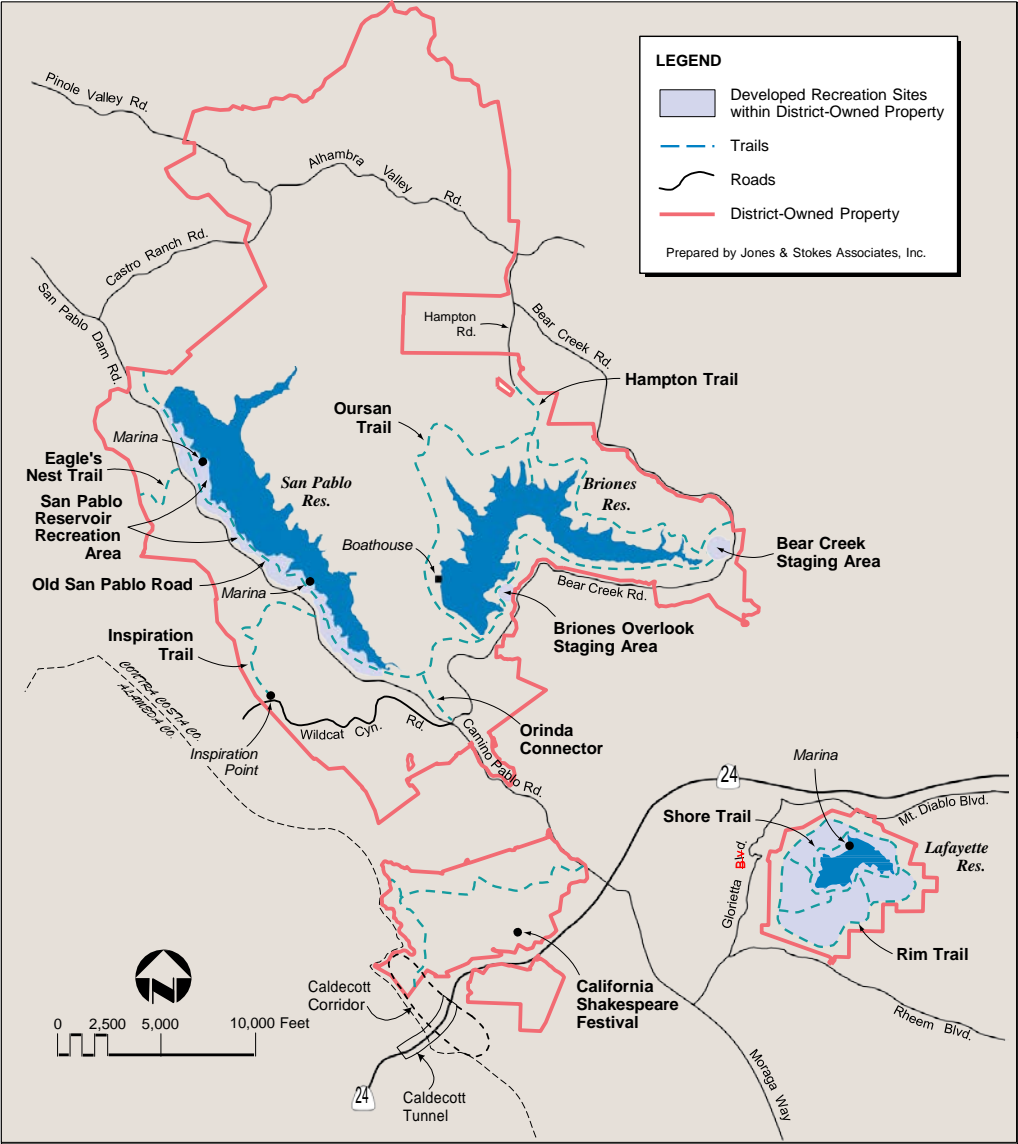 LEGEND
Developed Recreation Sites
within District-Owned Property
Trails
Roads
District-Owned Property
Prepared by Jones & Stokes Associates, Inc.
Pinole Valley Rd.
Alhambra Valley Rd.
Castro Ranch Rd.
San Pablo Dam Rd.
Hampton
Rd.
Bear Creek Rd.
Hampton Trail
Oursan
Trail
Marina
Eagle's
Nest Trail
San Pablo
Res.
Briones
Res.
San Pablo
Reservoir
Recreation
Area
Boathouse
Bear Creek
Staging Area
Old San Pablo Road
Marina
Bear Creek Rd.
Briones Overlook
Staging Area
Inspiration
Trail
CONTRA COSTA CO.
ALAMEDA CO.
Wildcat Cyn. Rd.
Orinda
Connector
Inspiration
Point
Camino Pablo Rd.
24
Marina
Mt. Diablo Blvd.
Shore Trail
Lafayette
Res.
Glorietta Blvd.
Blv
Rim Trail
California
Shakespeare
Festival
Caldecott
Corridor
N
0 2,500 5,000 10,000 Feet
Rheem Blvd.
Moraga Way
24
Caldecott
Tunnel